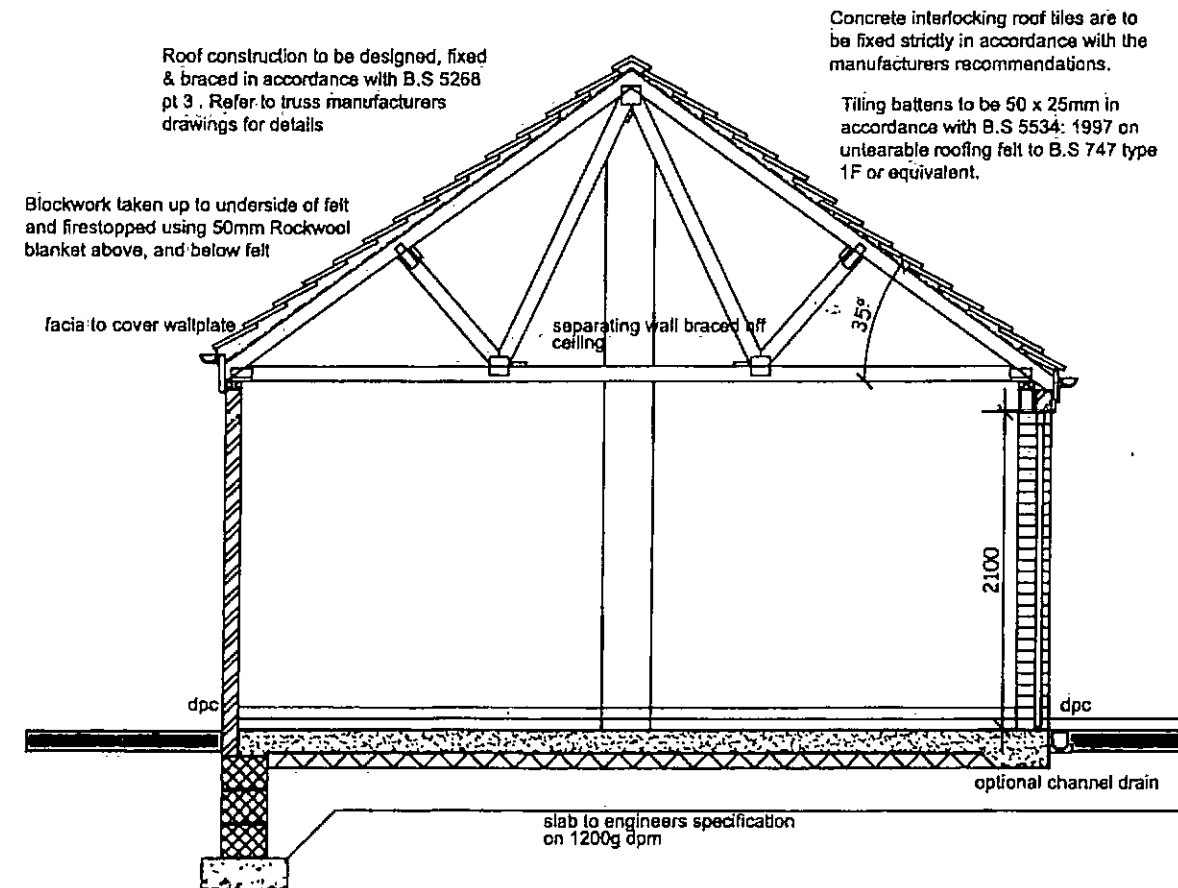 Roof construction to be designed, fixed
& braced in accordance with B.S 5268
pt 3 . Refer to truss manufacturers
drawings for details
Concrete interlocking roof tiles are to
be fixed strictly in accordance with the
manufacturers recommendations.
Tiling battens to be 50 x 25mm in
accordance with B.S 5534: 1997 on
untearable roofing felt to B.S 747 type
1F or equivalent.
Blockwork taken up to underside of felt
and firestopped using 50mm Rockwool
blanket above, and below felt
facia to cover wallplate
separating wall braced off
ceiling
35°
2100
dpc
dpc
optional channel drain
slab to engineers specification
on 1200g dpm